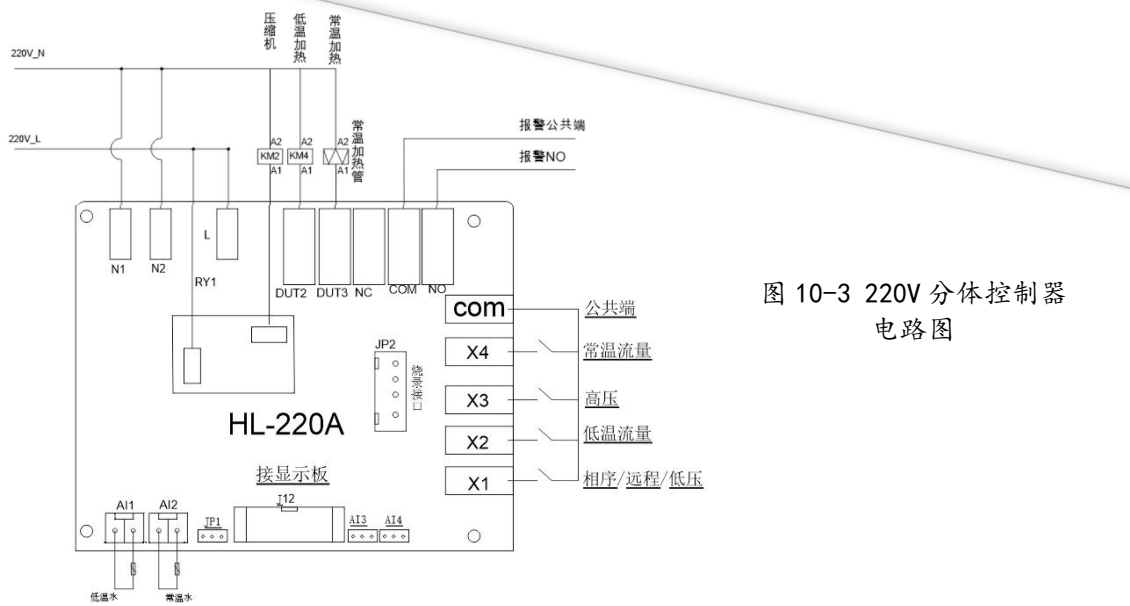 压缩机
低温加热
常温加热
220V_N
220V_L
A2
A2
A2
KM2
KM4
A1
A1
A1
常温加热管
报警公共端
报警NO
N1
N2
L
RY1
DUT2
DUT3
NC
COM
NO
com
公共端
X4
常温流量
X3
高压
X2
低温流量
X1
相序/远程/低压
JP2
烧录接口
HL-220A
接显示板
J12
AI1
AI2
JP1
AI3
AI4
低温水
常温水
图 10-3 220V 分体控制器
电路图